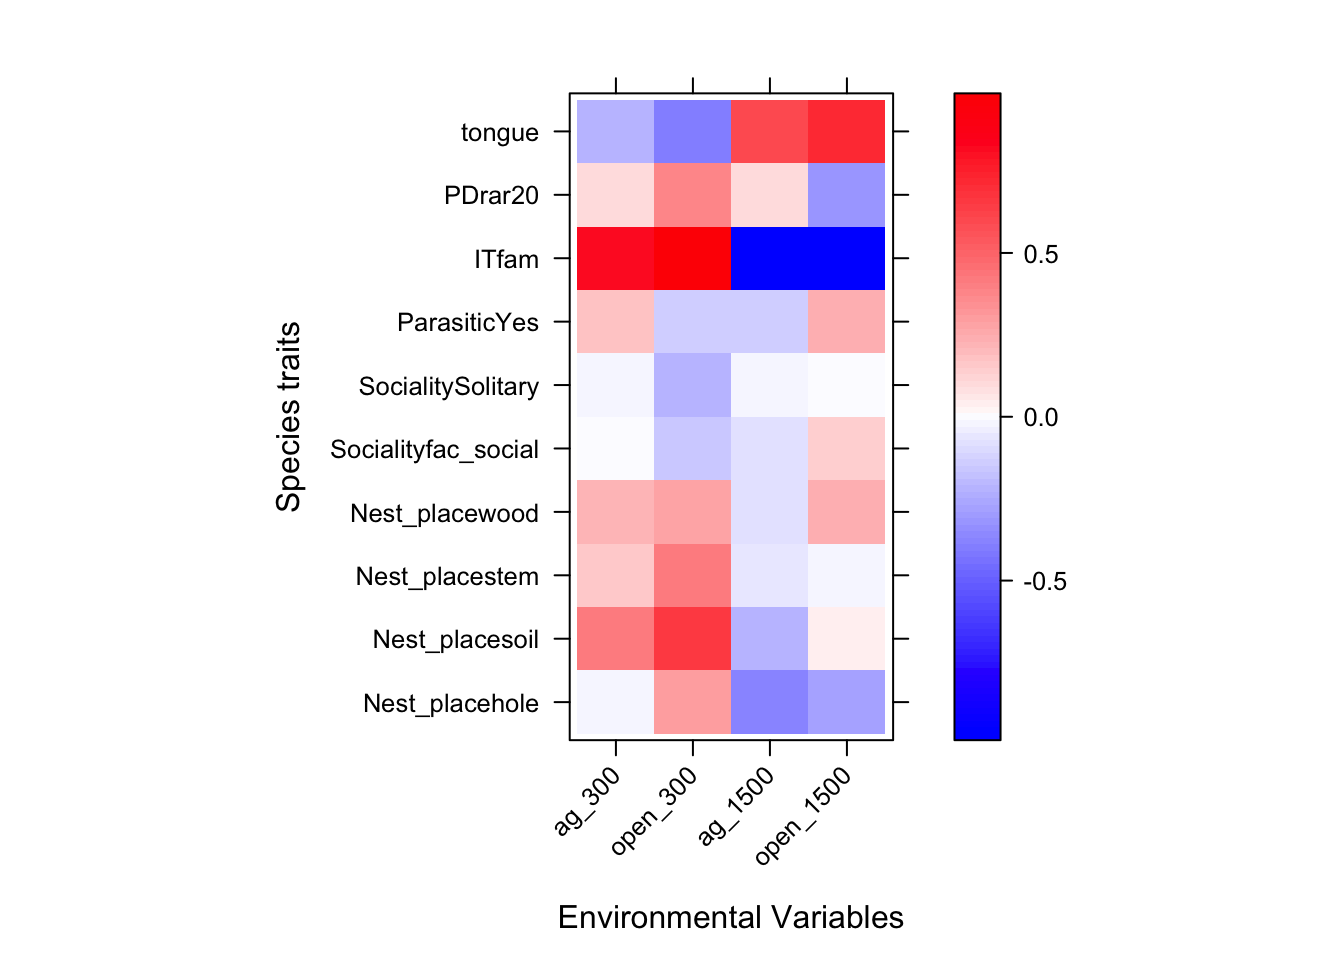 tongue
PDrar20
ITfam
ParasiticYes
SocialitySolitary
Socialityfac_social
Nest_placewood
Nest_placestem
Nest_placesoil
Nest_placehole
Species traits
ag_300
open_300
ag_1500
open_1500
Environmental Variables
0.5
0.0
-0.5